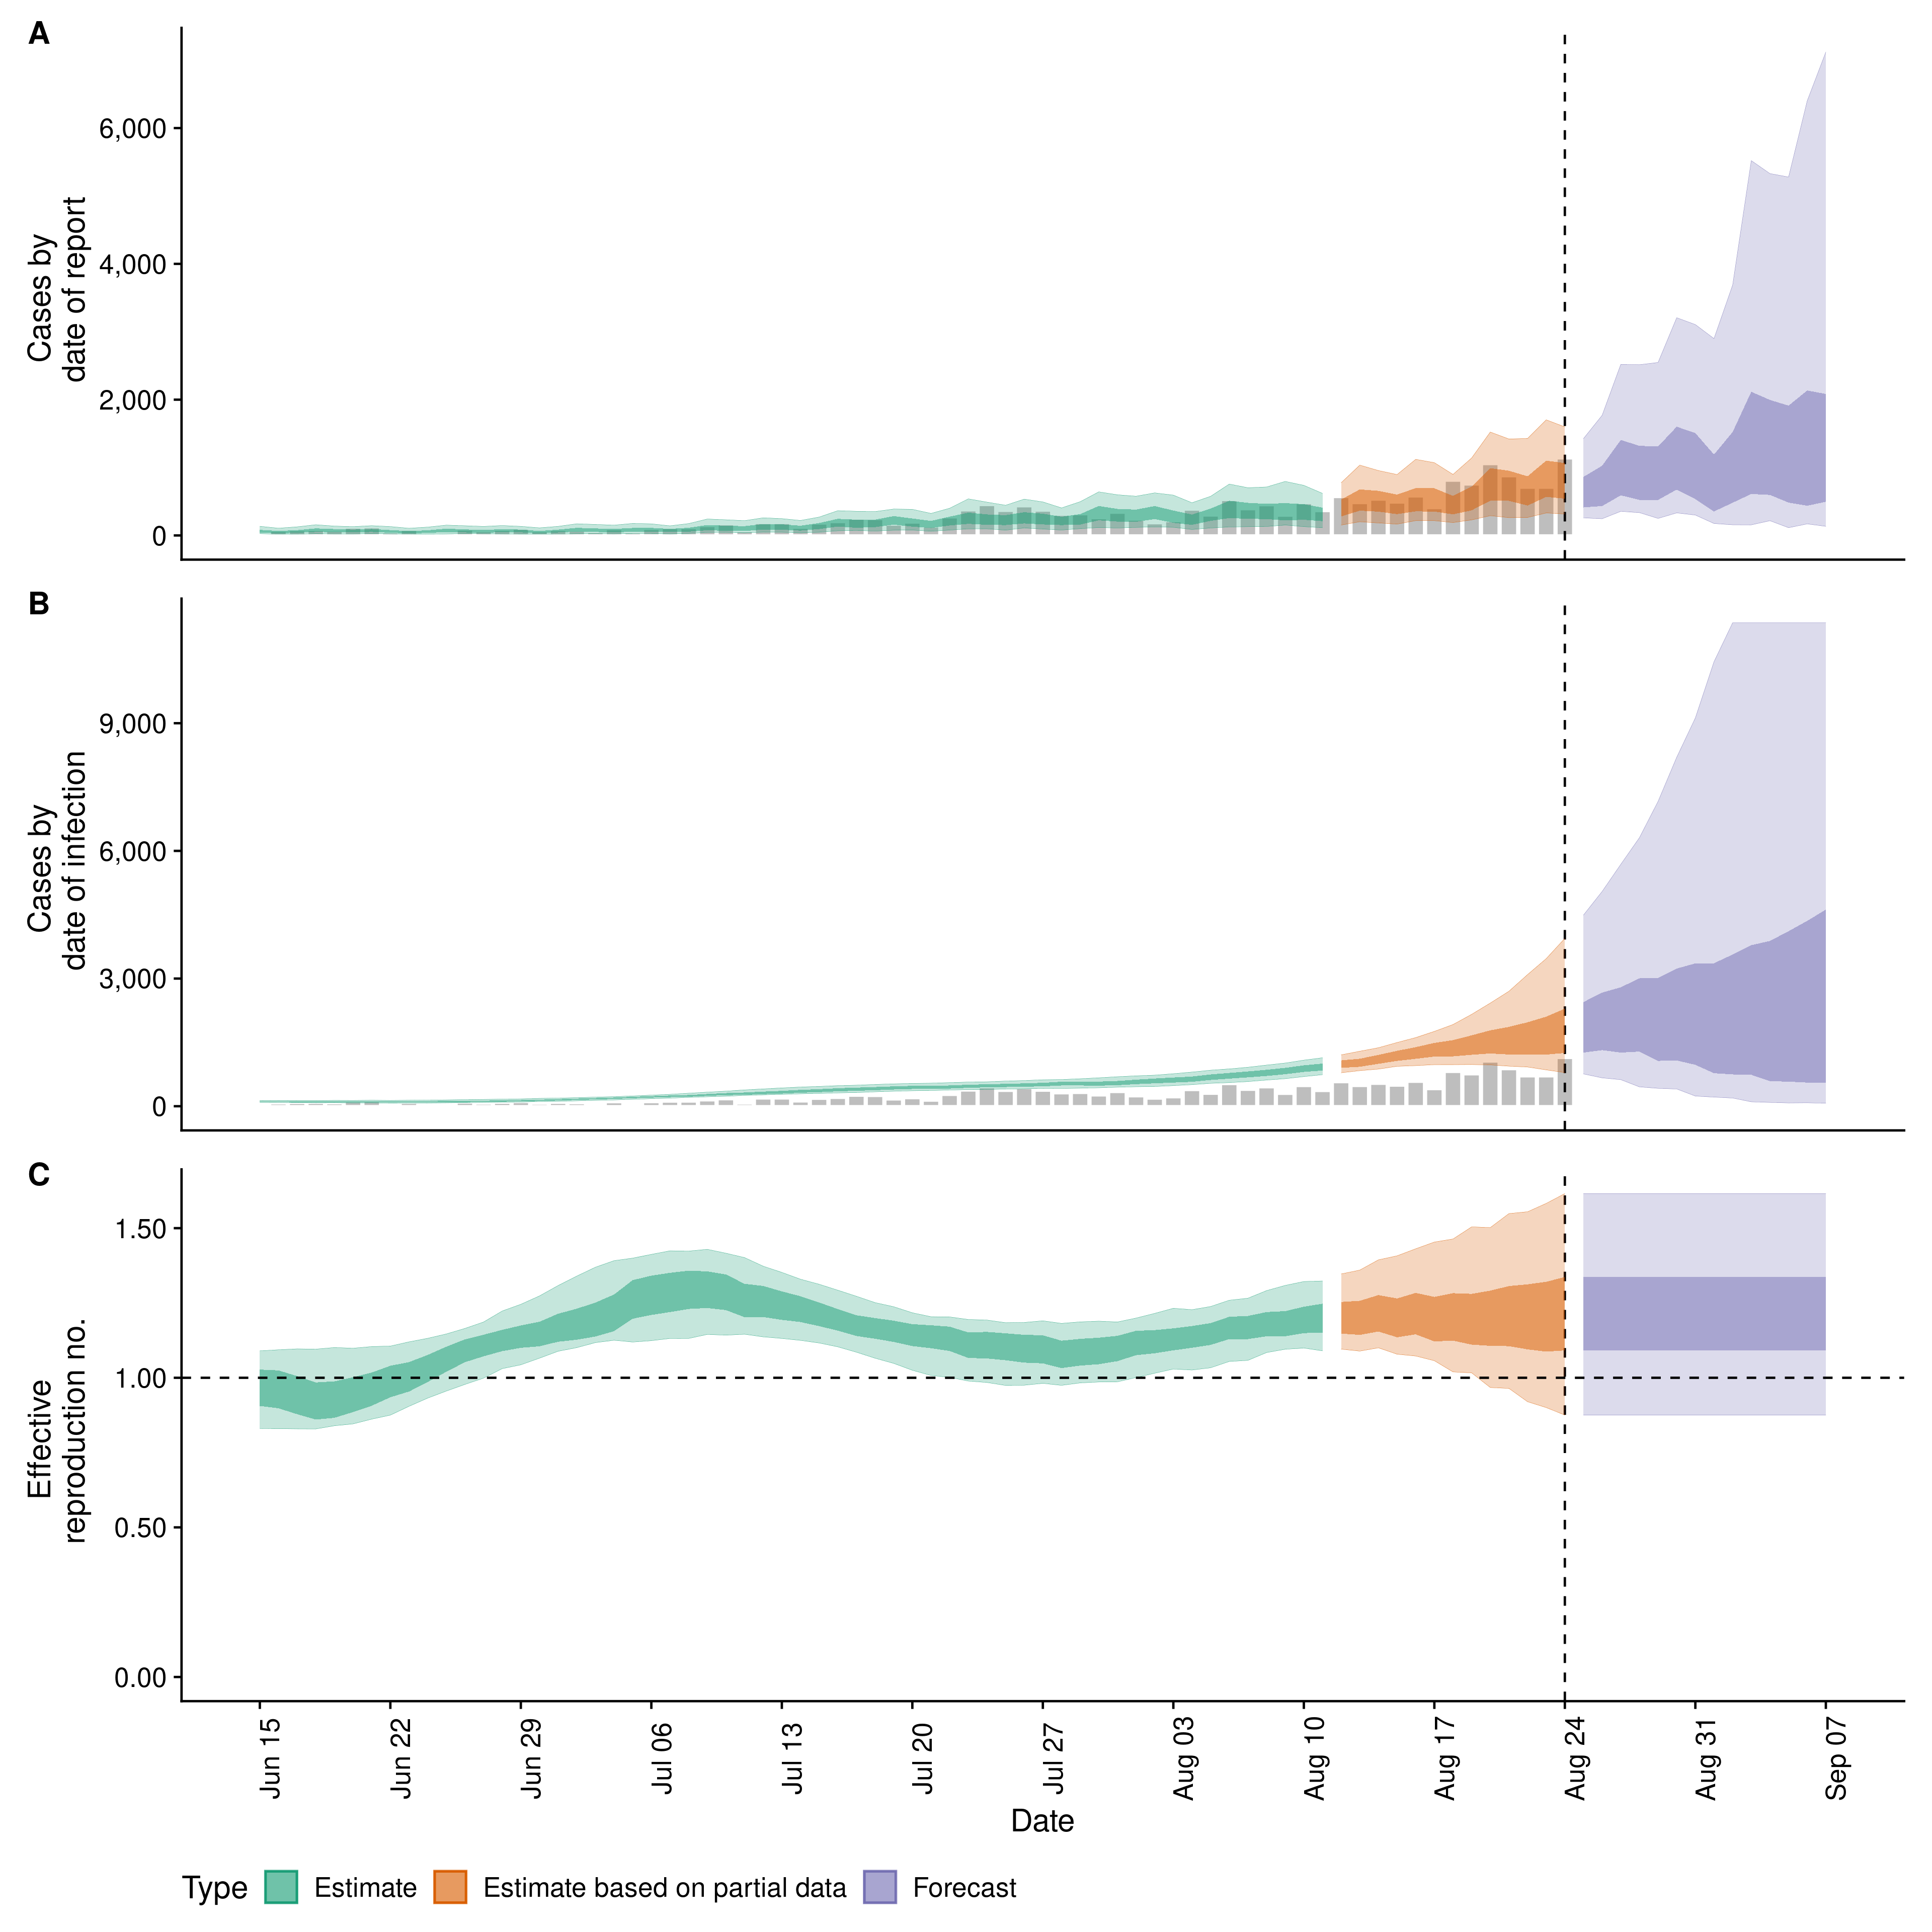 A
Cases by
date of report
6,000
4,000
2,000
0
B
Cases by
date of infection
9,000
6,000
3,000
0
C
Effective
reproduction no.
1.50
1.00
0.50
0.00
Jun 15
Jun 22
Jun 29
Jul 06
Jul 13
Jul 20
Jul 27
Aug 03
Aug 10
Aug 17
Aug 24
Aug 31
Sep 07
Date
Type Estimate Estimate based on partial data Forecast